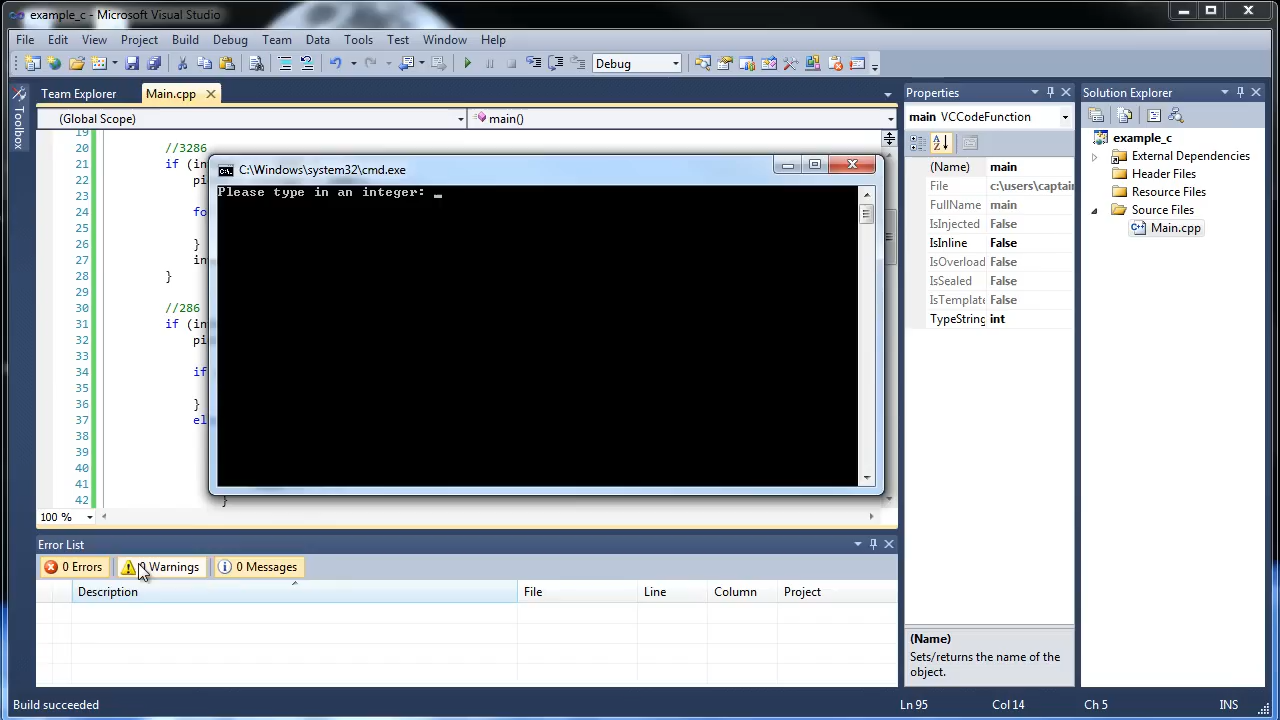 example_c - Microsoft Visual Studio
File Edit View Project Build Debug Team Data Tools Test Window Help
Debug
Toolbox
Team Explorer Main.cpp
(Global Scope) main()
19
20 //3286
21 if (in
22 pi
23
24 fo
25
26 }
27 in
28 }
29
30 //286
31 if (in
32 pi
33
34 if
35
36 }
37 el
38
39
40
41
42 }
100 %
C:\Windows\system32\cmd.exe
Please type in an integer: _
Error List
0 Errors 0 Warnings 0 Messages
Description File Line Column Project
Properties
main VCCodeFunction
(Name) main
File c:\users\captain
FullName main
IsInjected False
IsInline False
IsOverload False
IsSealed False
IsTemplate False
TypeString int
(Name)
Sets/returns the name of the
object.
Solution Explorer
example_c
External Dependencies
Header Files
Resource Files
Source Files
Main.cpp
Build succeeded Ln 95 Col 14 Ch 5 INS